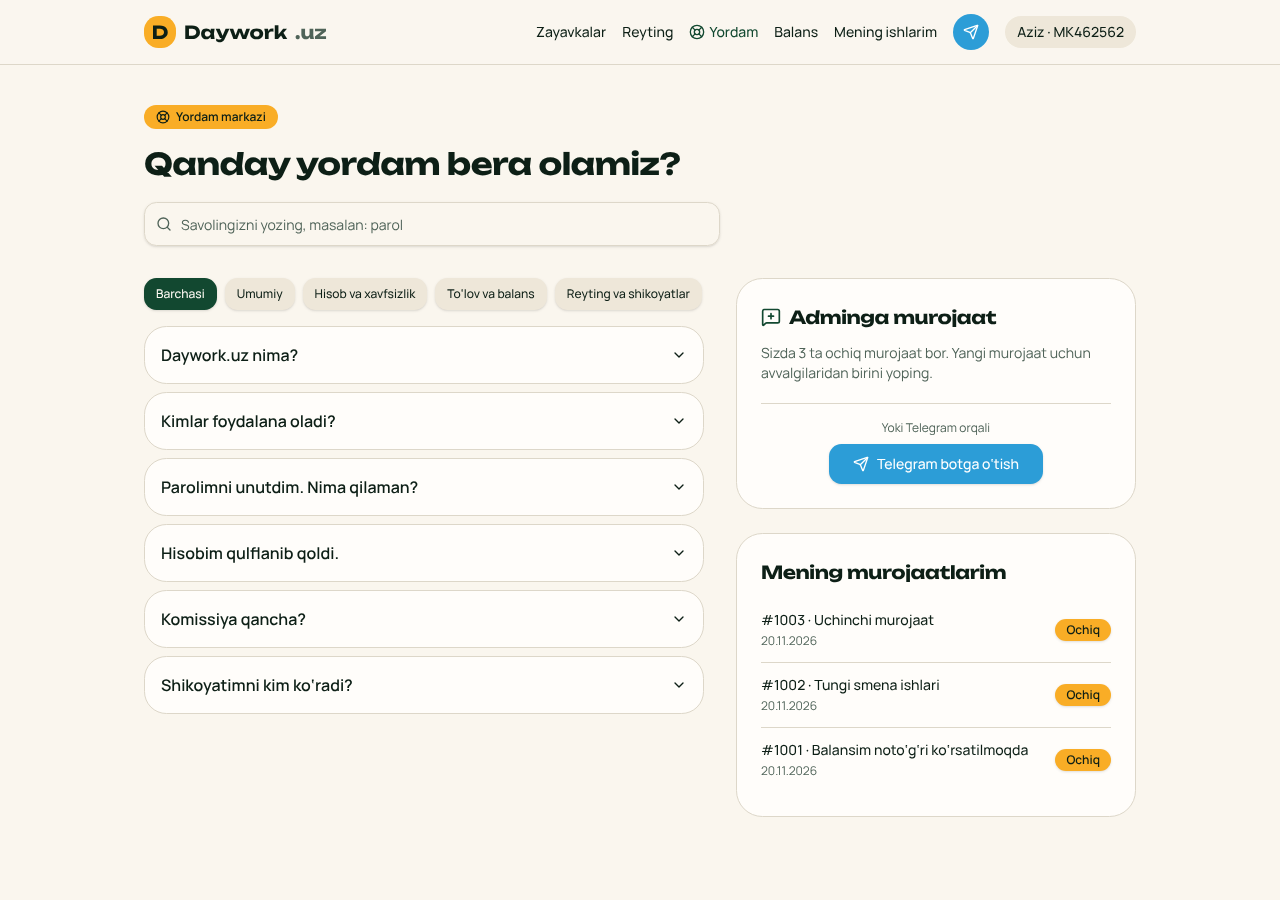 D Daywork .uz
Zayavkalar Reyting Yordam Balans Mening ishlarim Aziz · MK462562
Yordam markazi
Qanday yordam bera olamiz?
Savolingizni yozing, masalan: parol
Barchasi Umumiy Hisob va xavfsizlik To‘lov va balans Reyting va shikoyatlar
Daywork.uz nima?
Kimlar foydalana oladi?
Parolimni unutdim. Nima qilaman?
Hisobim qulflanib qoldi.
Komissiya qancha?
Shikoyatimni kim ko‘radi?
Adminga murojaat
Sizda 3 ta ochiq murojaat bor. Yangi murojaat uchun
avvalgilaridan birini yoping.
Yoki Telegram orqali
Telegram botga o‘tish
Mening murojaatlarim
#1003 · Uchinchi murojaat
20.11.2026
Ochiq
#1002 · Tungi smena ishlari
20.11.2026
Ochiq
#1001 · Balansim noto‘g‘ri ko‘rsatilmoqda
20.11.2026
Ochiq